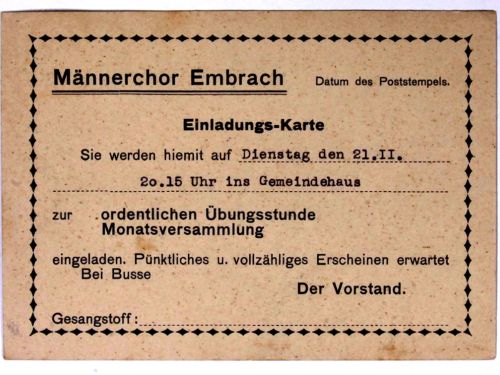 Männerchor Embrach
Datum des Poststempels.
Einladungs-Karte
Sie werden hiemit auf Dienstag den 21.II.
2o.15 Uhr ins Gemeindehaus
zur ordentlichen Übungsstunde
Monatsversammlung
eingeladen. Pünktliches u. vollzähliges Erscheinen erwartet
Bei Busse
Der Vorstand.
Gesangstoff: